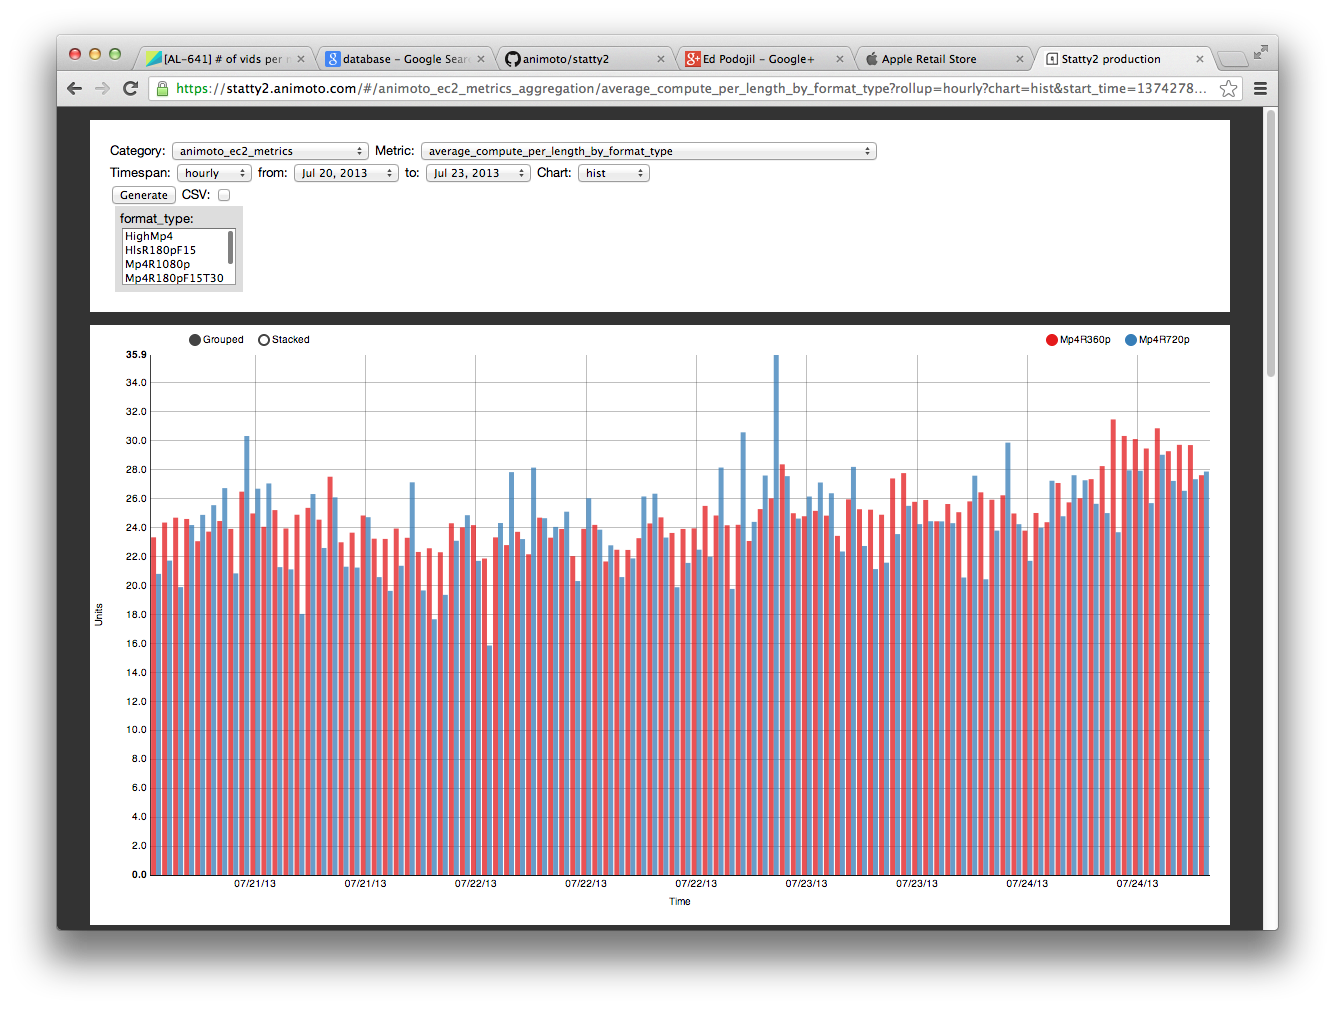 [AL-641] # of vids per
database – Google Sear
animoto/statty2
Ed Podojil – Google+
Apple Retail Store
Statty2 production
https://statty2.animoto.com/#/animoto_ec2_metrics_aggregation/average_compute_per_length_by_format_type?rollup=hourly?chart=hist&start_time=1374278...
Category: animoto_ec2_metrics Metric: average_compute_per_length_by_format_type
Timespan: hourly from: Jul 20, 2013 to: Jul 23, 2013 Chart: hist
Generate CSV:
format_type:
HighMp4
HlsR180pF15
Mp4R1080p
Mp4R180pF15T30
Grouped Stacked Mp4R360p Mp4R720p
35.9
34.0
32.0
30.0
28.0
26.0
24.0
22.0
20.0
18.0
16.0
14.0
12.0
10.0
8.0
6.0
4.0
2.0
0.0
Units
07/21/13 07/21/13 07/22/13 07/22/13 07/22/13 07/23/13 07/23/13 07/24/13 07/24/13
Time